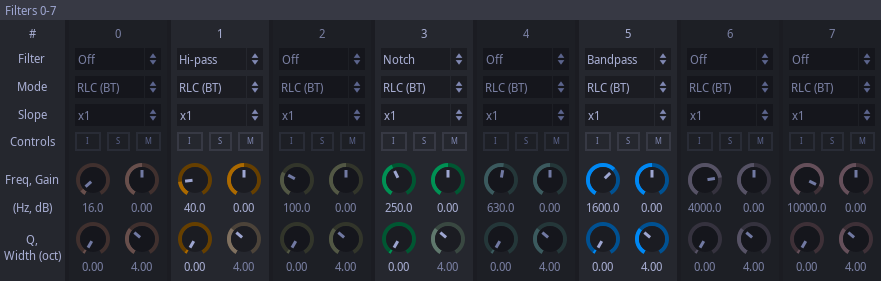 Filters 0-7
# 0 1 2 3 4 5 6 7
Filter Off Hi-pass Off Notch Off Bandpass Off Off
Mode RLC (BT) RLC (BT) RLC (BT) RLC (BT) RLC (BT) RLC (BT) RLC (BT) RLC (BT)
Slope x1 x1 x1 x1 x1 x1 x1 x1
Controls I S M I S M I S M I S M I S M I S M I S M I S M
Freq, Gain
(Hz, dB) 16.0 0.00 40.0 0.00 100.0 0.00 250.0 0.00 630.0 0.00 1600.0 0.00 4000.0 0.00 10000.0 0.00
Q,
Width (oct)
0.00 4.00 0.00 4.00 0.00 4.00 0.00 4.00 0.00 4.00 0.00 4.00 0.00 4.00 0.00 4.00